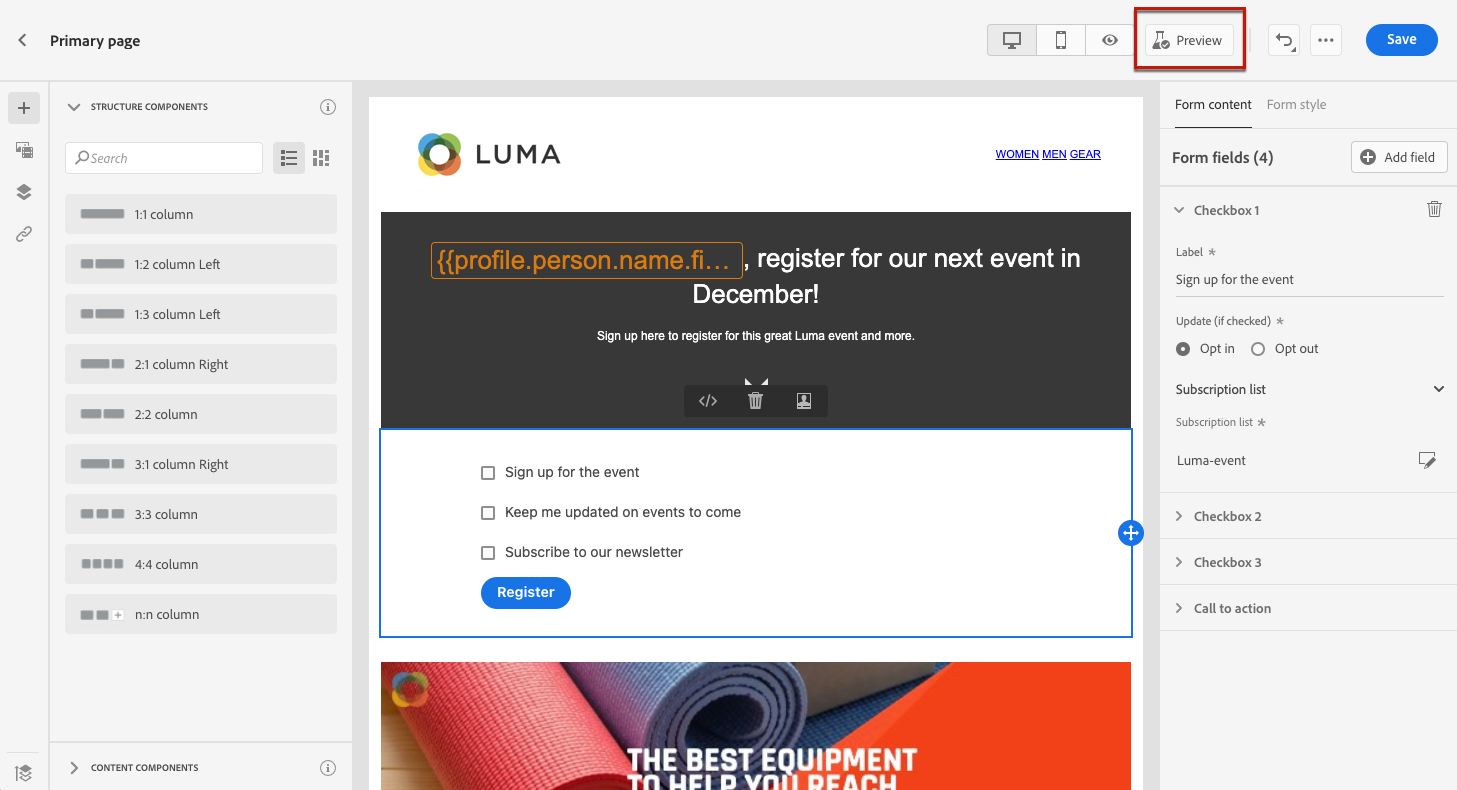 Primary page
Preview
Save
STRUCTURE COMPONENTS
Search
1:1 column
1:2 column Left
1:3 column Left
2:1 column Right
2:2 column
3:1 column Right
3:3 column
4:4 column
n:n column
CONTENT COMPONENTS
LUMA
WOMEN MEN GEAR
{{profile.person.name.fi… , register for our next event in
December!
Sign up here to register for this great Luma event and more.
</>
Sign up for the event
Keep me updated on events to come
Subscribe to our newsletter
Register
THE BEST EQUIPMENT
TO HELP YOU REACH
Form content Form style
Form fields (4) Add field
Checkbox 1
Label *
Sign up for the event
Update (if checked) *
Opt in Opt out
Subscription list
Subscription list *
Luma-event
Checkbox 2
Checkbox 3
Call to action